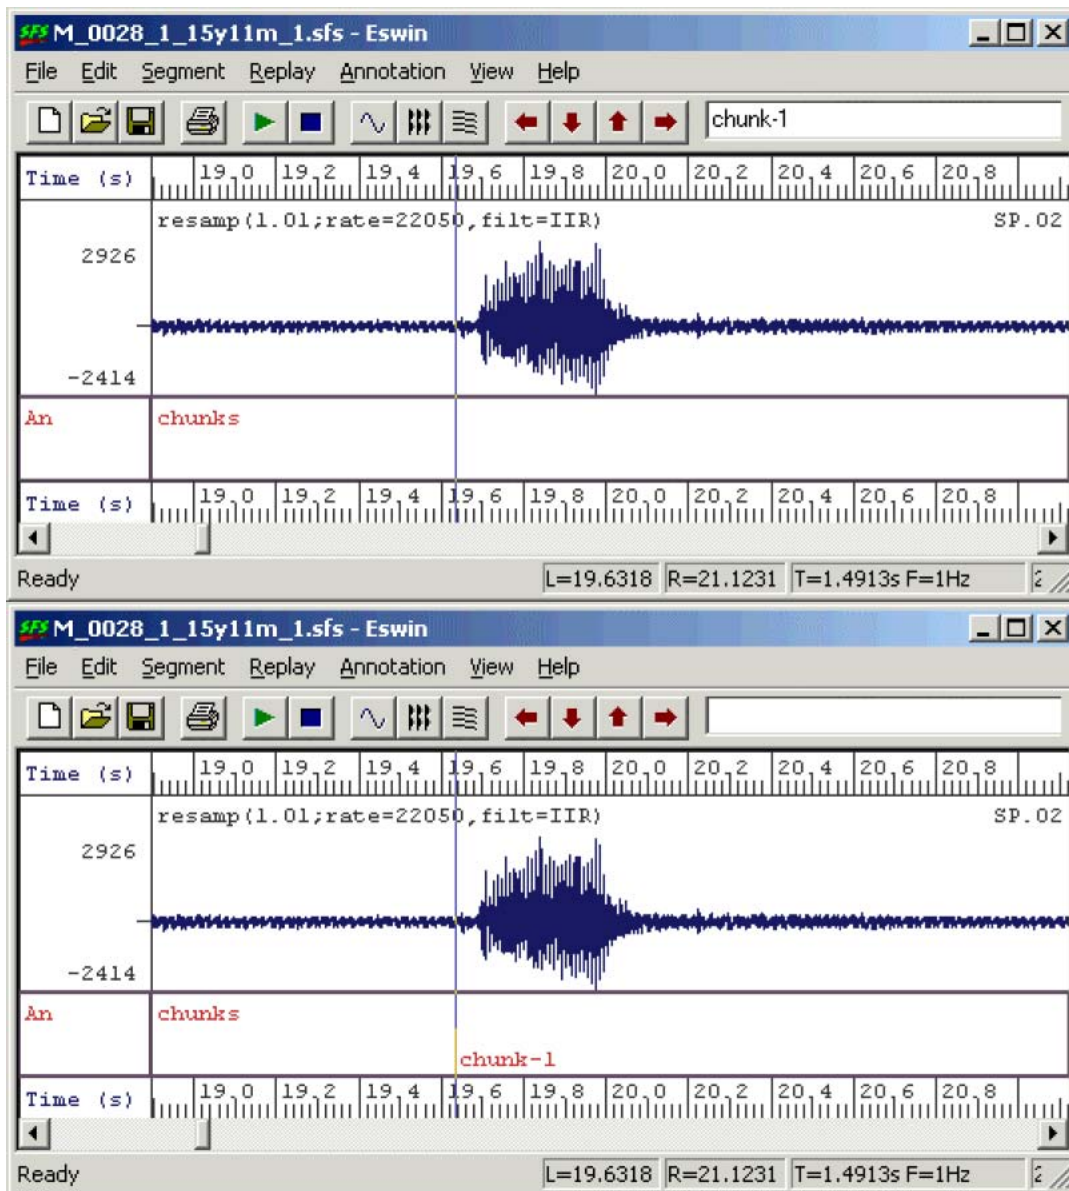 SFS M_0028_1_15y11m_1.sfs - Eswin
File Edit Segment Replay Annotation View Help
chunk-1
Time (s) 19.0 19.2 19.4 19.6 19.8 20.0 20.2 20.4 20.6 20.8
resamp(1.01;rate=22050,filt=IIR) SP.02
2926
-2414
An chunks
Time (s) 19.0 19.2 19.4 19.6 19.8 20.0 20.2 20.4 20.6 20.8
Ready L=19.6318 R=21.1231 T=1.4913s F=1Hz 2
SFS M_0028_1_15y11m_1.sfs - Eswin
File Edit Segment Replay Annotation View Help
Time (s) 19.0 19.2 19.4 19.6 19.8 20.0 20.2 20.4 20.6 20.8
resamp(1.01;rate=22050,filt=IIR) SP.02
2926
-2414
An chunks
chunk-1
Time (s) 19.0 19.2 19.4 19.6 19.8 20.0 20.2 20.4 20.6 20.8
Ready L=19.6318 R=21.1231 T=1.4913s F=1Hz 2